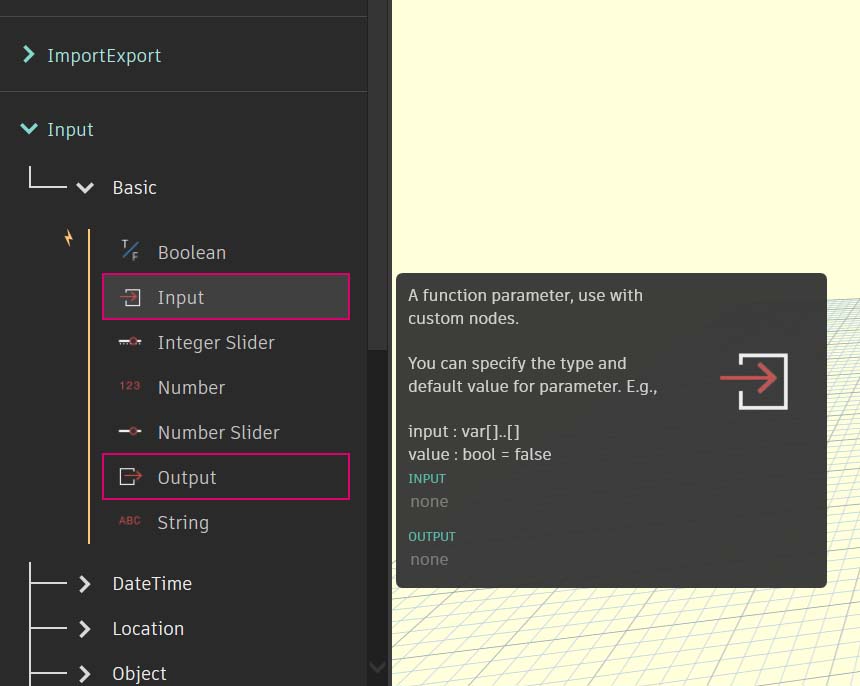 ImportExport
Input
Basic
T/F
Boolean
Input
Integer Slider
123
Number
Number Slider
Output
ABC
String
DateTime
Location
Object
A function parameter, use with
custom nodes.
You can specify the type and
default value for parameter. E.g.,
input : var[]..[]
value : bool = false
INPUT
none
OUTPUT
none